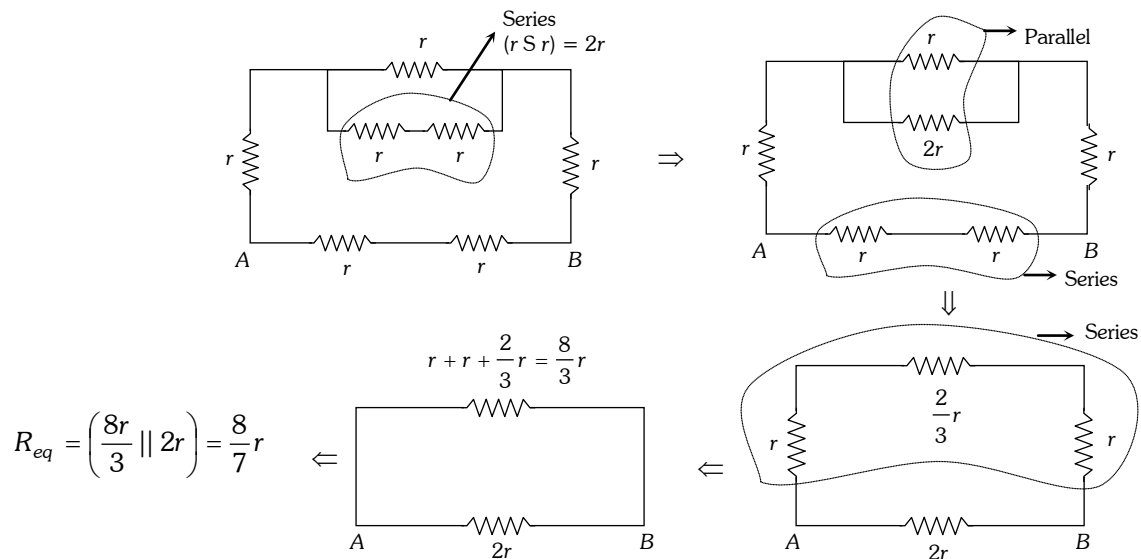 Series
(r S r) = 2r
r
r
r
r
r
A
r
r
B
⇒
Parallel
r
2r
r
r
A
r
r
B
Series
⇓
Series
2/3 r
r
r
A
2r
B
⇐
r + r + 2/3 r = 8/3 r
A
2r
B
⇐
R_eq = (8r/3 || 2r) = 8/7 r